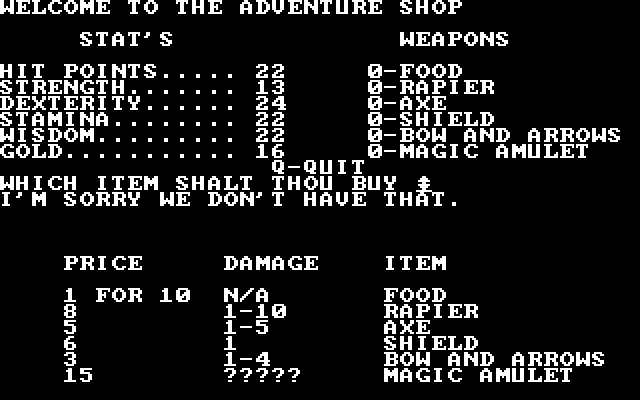 WELCOME TO THE ADVENTURE SHOP
STAT'S WEAPONS
HIT POINTS..... 22 0-FOOD
STRENGTH....... 13 0-RAPIER
DEXTERITY...... 24 0-AXE
STAMINA........ 22 0-SHIELD
WISDOM......... 22 0-BOW AND ARROWS
GOLD........... 16 0-MAGIC AMULET
Q-QUIT
WHICH ITEM SHALT THOU BUY $
I'M SORRY WE DON'T HAVE THAT.
PRICE DAMAGE ITEM
1 FOR 10 N/A FOOD
8 1-10 RAPIER
5 1-5 AXE
6 1 SHIELD
3 1-4 BOW AND ARROWS
15 ????? MAGIC AMULET